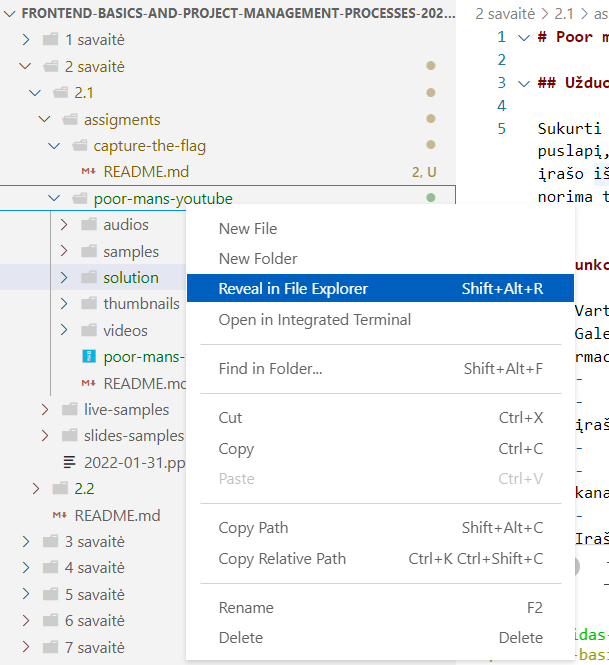 FRONTEND-BASICS-AND-PROJECT-MANAGEMENT-PROCESSES-202...
1 savaitė
2 savaitė
2.1
assigments
capture-the-flag
README.md 2, U
poor-mans-youtube
audios
samples
solution
thumbnails
videos
poor-mans-
README.md
live-samples
slides-samples
2022-01-31.pp
2.2
README.md
3 savaitė
4 savaitė
5 savaitė
6 savaitė
7 savaitė
New File
New Folder
Reveal in File Explorer Shift+Alt+R
Open in Integrated Terminal
Find in Folder... Shift+Alt+F
Cut Ctrl+X
Copy Ctrl+C
Paste Ctrl+V
Copy Path Shift+Alt+C
Copy Relative Path Ctrl+K Ctrl+Shift+C
Rename F2
Delete Delete
2 savaitė > 2.1 > as
1 # Poor m
2
3 ## Užduo
4
5 Sukurti
puslapį,
įrašo iš
norima t
unkc
Vart
Gale
rmac
-
-
įraš
-
-
kana
-
Iraš
idas-
-basi